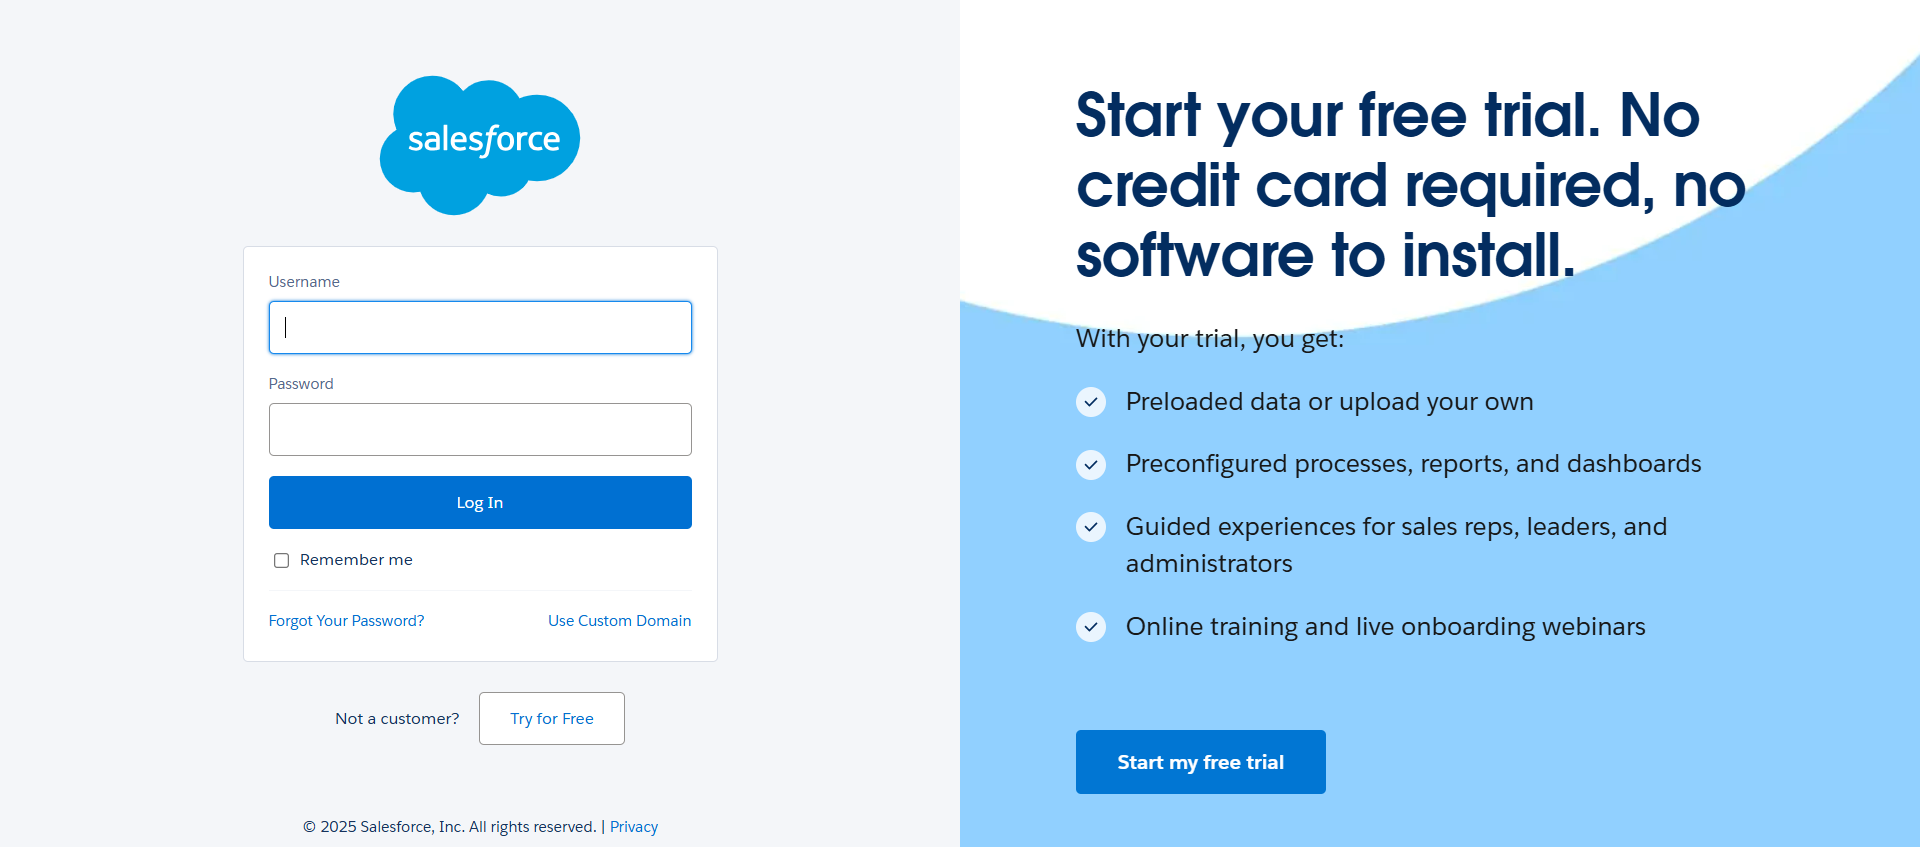 salesforce
Username
Password
Log In
Remember me
Forgot Your Password?
Use Custom Domain
Not a customer?
Try for Free
© 2025 Salesforce, Inc. All rights reserved. | Privacy
Start your free trial. No
credit card required, no
software to install.
With your trial, you get:
Preloaded data or upload your own
Preconfigured processes, reports, and dashboards
Guided experiences for sales reps, leaders, and
administrators
Online training and live onboarding webinars
Start my free trial